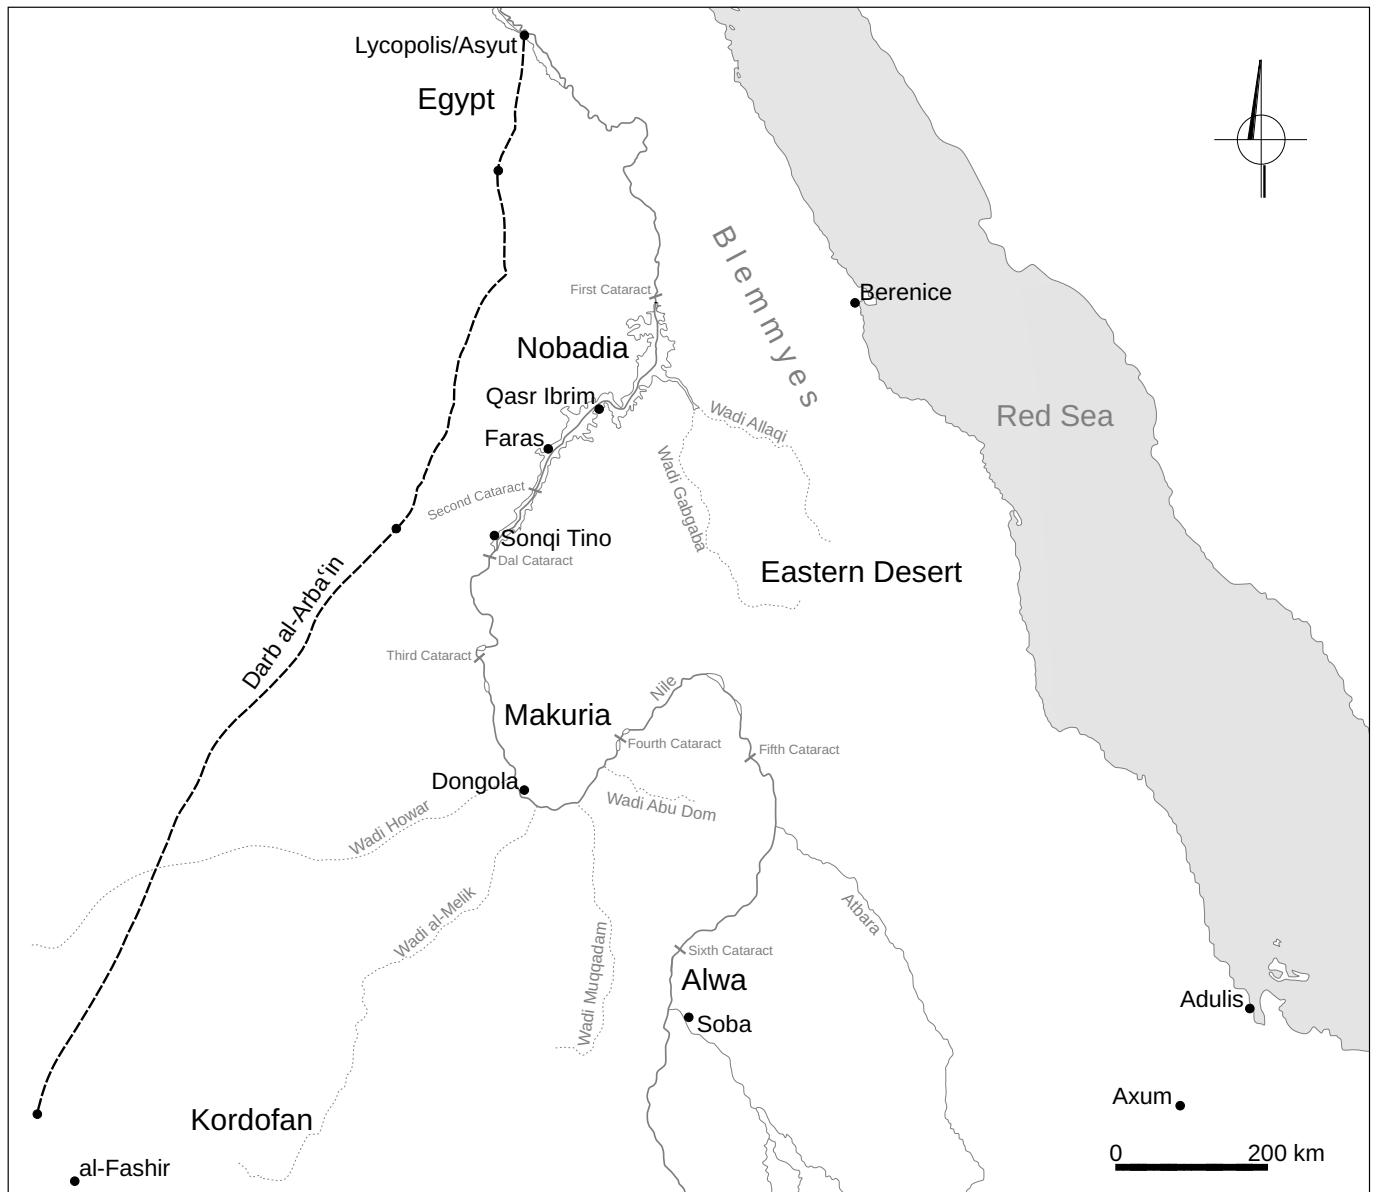 Lycopolis/Asyut
Egypt
Blemmyes
First Cataract
Berenice
Nobadia
Qasr Ibrim
Wadi Allaqi
Red Sea
Faras
Wadi Gabgaba
Second Cataract
Sonqi Tino
Dal Cataract
Eastern Desert
Darb al-Arbaʿin
Third Cataract
Nile
Makuria
Fourth Cataract
Fifth Cataract
Dongola
Wadi Abu Dom
Wadi Howar
Wadi al-Melik
Atbara
Wadi Muqqadam
Sixth Cataract
Alwa
Adulis
Soba
Axum
Kordofan
0 200 km
al-Fashir